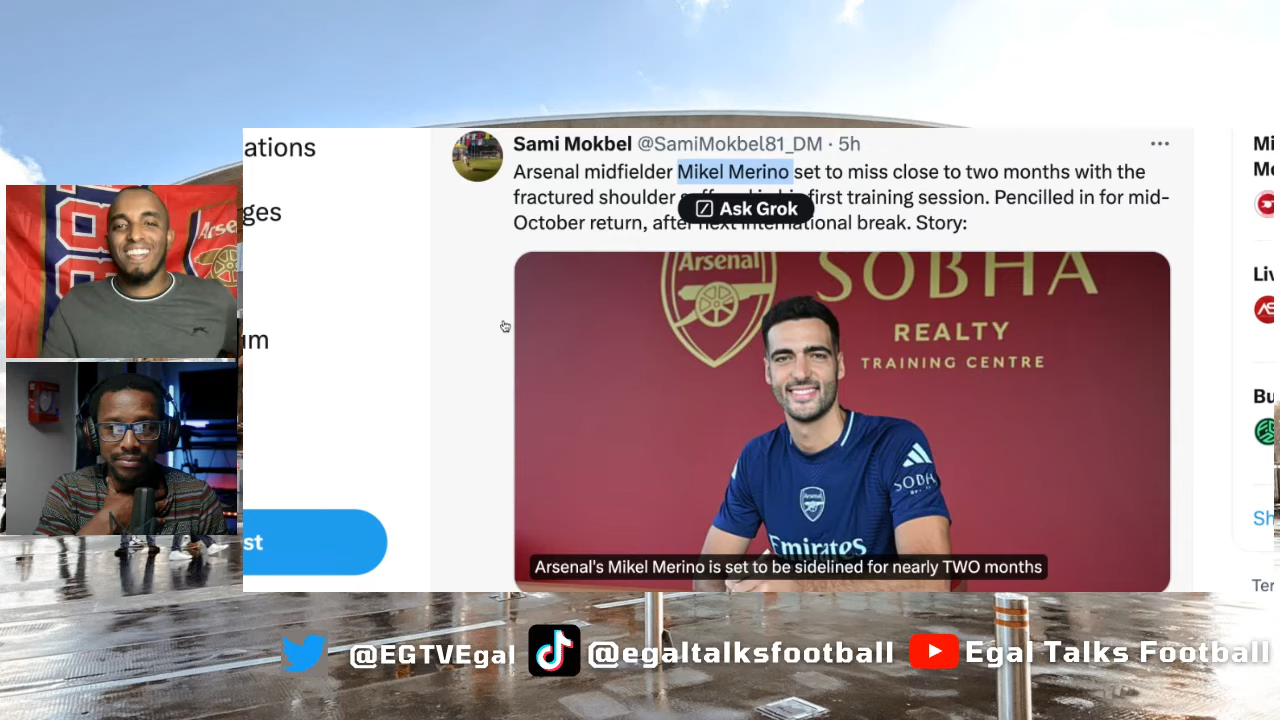 ations
ges
um
st
Sami Mokbel @SamiMokbel81_DM · 5h
Arsenal midfielder Mikel Merino set to miss close to two months with the
fractured shoulder first training session. Pencilled in for mid-
Ask Grok
October return, after next international break. Story:
Arsenal
SOBHA
REALTY
TRAINING CENTRE
SOBHA
Arsenal
Emirates
Arsenal's Mikel Merino is set to be sidelined for nearly TWO months
Mi
Me
Liv
Bu
Sh
Ter
Arse
@EGTVEgal
@egaltalksfootball
Egal Talks Football